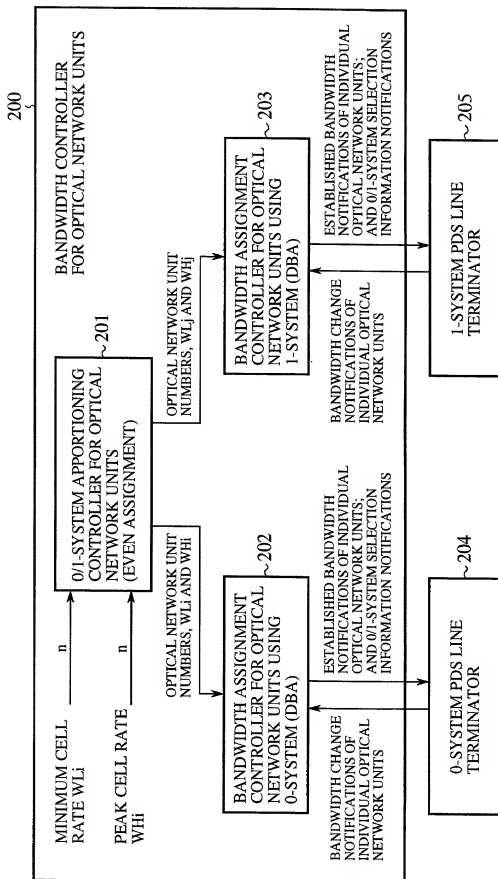 200
BANDWIDTH CONTROLLER
FOR OPTICAL NETWORK UNITS
MINIMUM CELL
RATE WLi
n
PEAK CELL RATE
WHi
n
201
0/1-SYSTEM APPORTIONING
CONTROLLER FOR OPTICAL
NETWORK UNITS
(EVEN ASSIGNMENT)
OPTICAL NETWORK UNIT
NUMBERS, WLi AND WHi
OPTICAL NETWORK UNIT
NUMBERS, WLj AND WHj
202
BANDWIDTH ASSIGNMENT
CONTROLLER FOR OPTICAL
NETWORK UNITS USING
0-SYSTEM (DBA)
203
BANDWIDTH ASSIGNMENT
CONTROLLER FOR OPTICAL
NETWORK UNITS USING
1-SYSTEM (DBA)
BANDWIDTH CHANGE
NOTIFICATIONS OF
INDIVIDUAL OPTICAL
NETWORK UNITS
ESTABLISHED BANDWIDTH
NOTIFICATIONS OF INDIVIDUAL
OPTICAL NETWORK UNITS;
AND 0/1-SYSTEM SELECTION
INFORMATION NOTIFICATIONS
BANDWIDTH CHANGE
NOTIFICATIONS OF
INDIVIDUAL OPTICAL
NETWORK UNITS
ESTABLISHED BANDWIDTH
NOTIFICATIONS OF INDIVIDUAL
OPTICAL NETWORK UNITS;
AND 0/1-SYSTEM SELECTION
INFORMATION NOTIFICATIONS
204
0-SYSTEM PDS LINE
TERMINATOR
205
1-SYSTEM PDS LINE
TERMINATOR